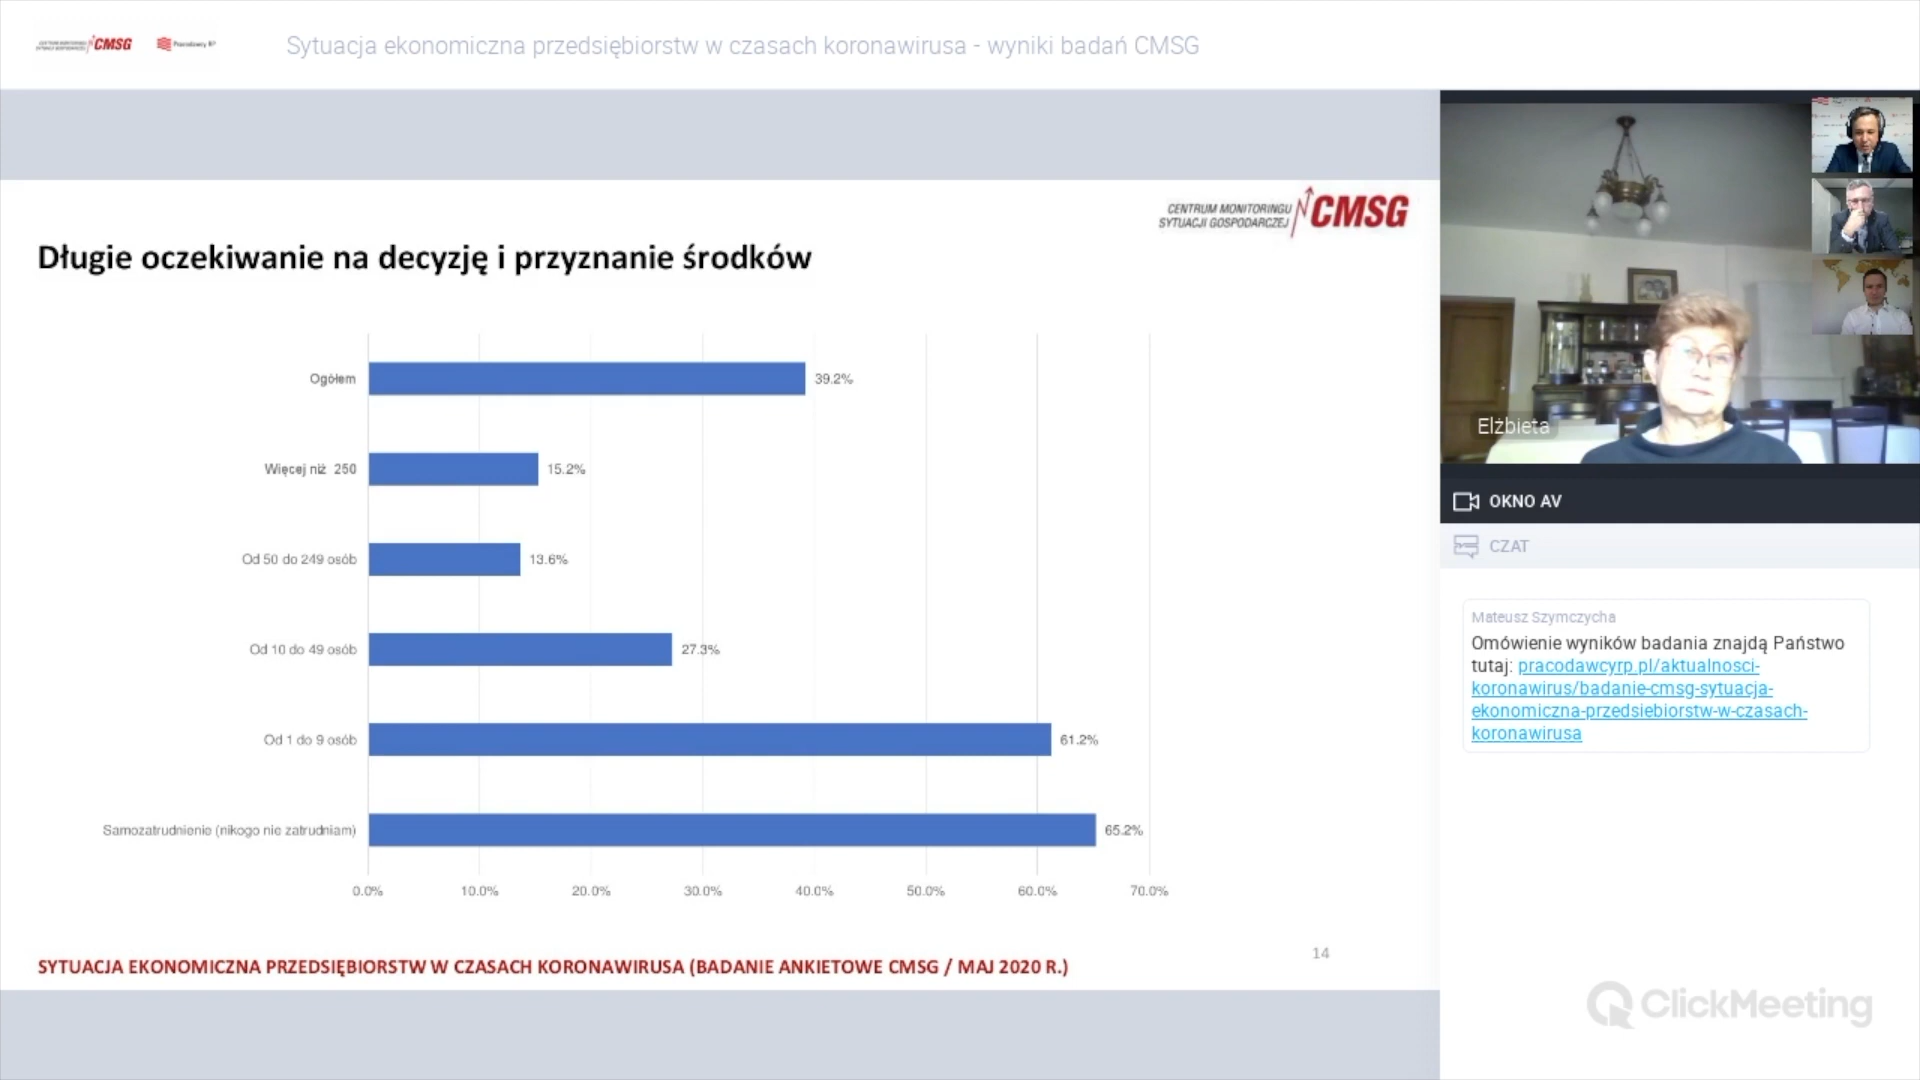 CMSG
Pracodawcy RP
Sytuacja ekonomiczna przedsiębiorstw w czasach koronawirusa - wyniki badań CMSG
CENTRUM MONITORINGU
SYTUACJI GOSPODARCZEJ
CMSG
Długie oczekiwanie na decyzję i przyznanie środków
Ogółem
39.2%
Więcej niż 250
15.2%
Od 50 do 249 osób
13.6%
Od 10 do 49 osób
27.3%
Od 1 do 9 osób
61.2%
Samozatrudnienie (nikogo nie zatrudniam)
65.2%
0.0% 10.0% 20.0% 30.0% 40.0% 50.0% 60.0% 70.0%
14
SYTUACJA EKONOMICZNA PRZEDSIĘBIORSTW W CZASACH KORONAWIRUSA (BADANIE ANKIETOWE CMSG / MAJ 2020 R.)
Elżbieta
OKNO AV
CZAT
Mateusz Szymczycha
Omówienie wyników badania znajdą Państwo
tutaj: pracodawcyrp.pl/aktualnosci-
koronawirus/badanie-cmsg-sytuacja-
ekonomiczna-przedsiebiorstw-w-czasach-
koronawirusa
ClickMeeting